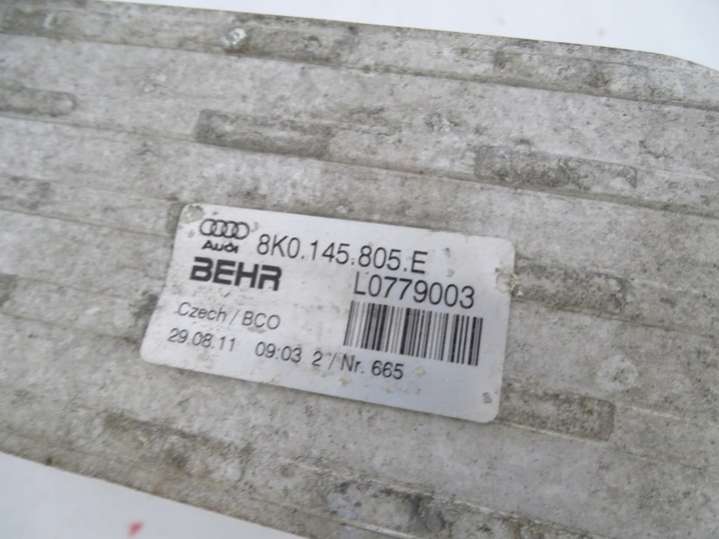 Audi 8K0.145.805.E
BEHR L0779003
Czech / BCO
29.08.11 09:03 2 / Nr. 665